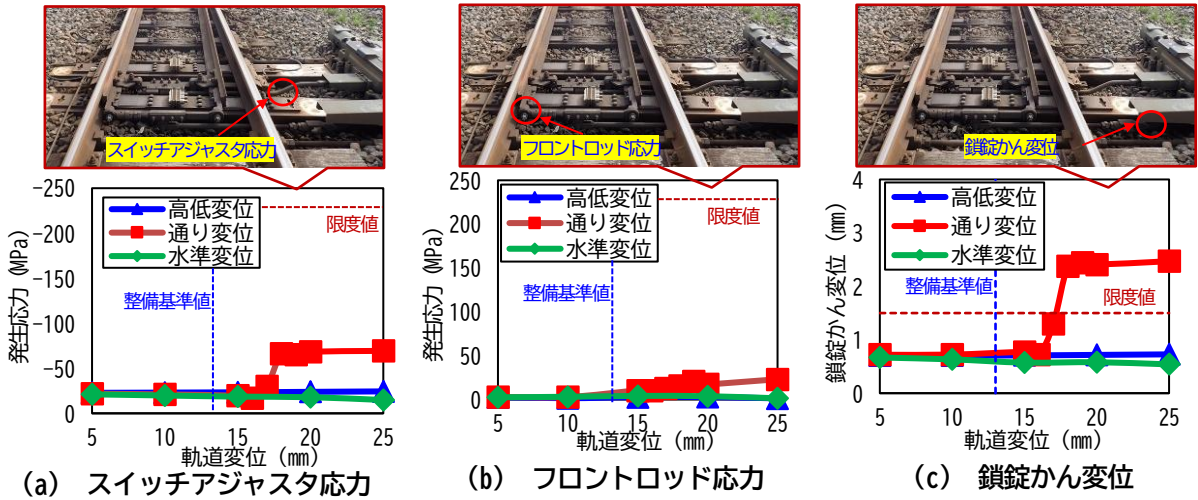 スイッチアジャスタ応力
-250
-200
-150
-100
-50
0
発生応力 (MPa)
高低変位
通り変位
水準変位
限度値
整備基準値
5
10
15
20
25
軌道変位 (mm)
(a) スイッチアジャスタ応力
フロントロッド応力
250
200
150
100
50
0
発生応力 (MPa)
高低変位
通り変位
水準変位
限度値
整備基準値
5
10
15
20
25
軌道変位 (mm)
(b) フロントロッド応力
鎖錠かん変位
4
3
2
1
0
鎖錠かん変位 (mm)
高低変位
通り変位
水準変位
整備基準値
限度値
5
10
15
20
25
軌道変位 (mm)
(c) 鎖錠かん変位